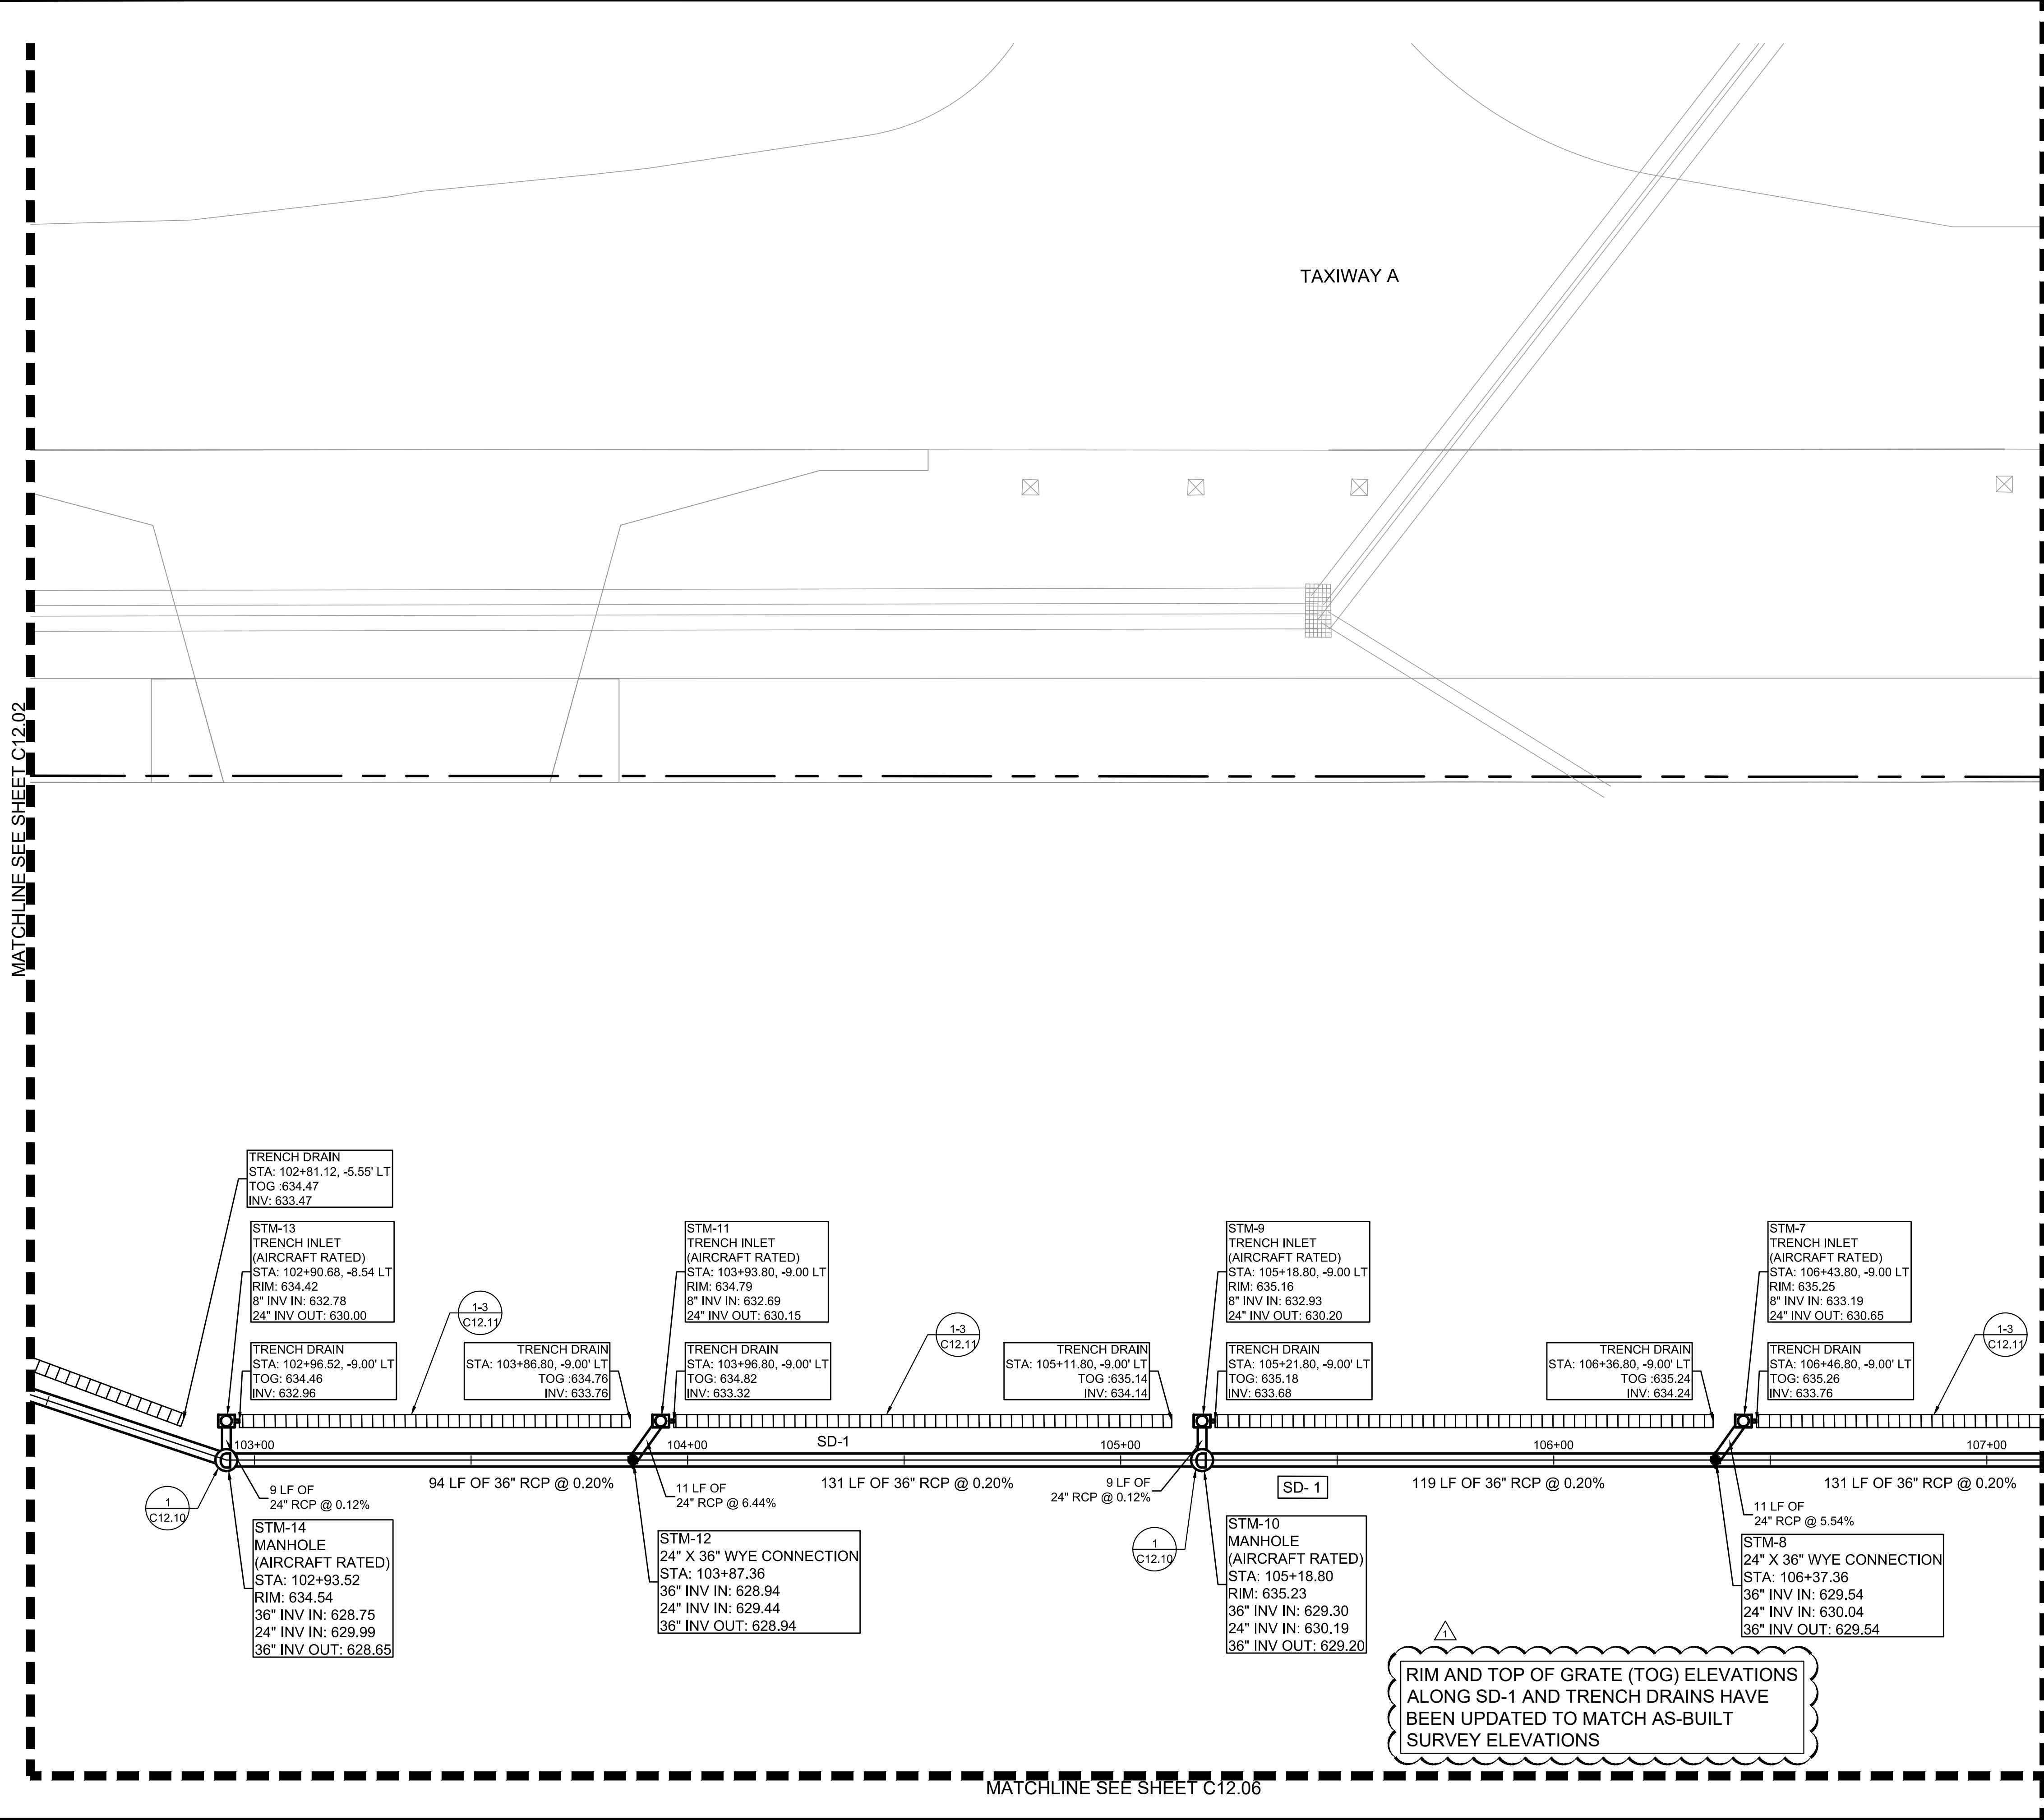 TAXIWAY A
MATCHLINE SEE SHEET C12.02
TRENCH DRAIN
STA: 102+81.12, -5.55' LT
TOG :634.47
INV: 633.47
STM-13
TRENCH INLET
(AIRCRAFT RATED)
STA: 102+90.68, -8.54 LT
RIM: 634.42
8" INV IN: 632.78
24" INV OUT: 630.00
STM-11
TRENCH INLET
(AIRCRAFT RATED)
STA: 103+93.80, -9.00 LT
RIM: 634.79
8" INV IN: 632.69
24" INV OUT: 630.15
STM-9
TRENCH INLET
(AIRCRAFT RATED)
STA: 105+18.80, -9.00 LT
RIM: 635.16
8" INV IN: 632.93
24" INV OUT: 630.20
STM-7
TRENCH INLET
(AIRCRAFT RATED)
STA: 106+43.80, -9.00 LT
RIM: 635.25
8" INV IN: 633.19
24" INV OUT: 630.65
1-3
C12.11
1-3
C12.11
1-3
C12.11
TRENCH DRAIN
STA: 102+96.52, -9.00' LT
TOG: 634.46
INV: 632.96
TRENCH DRAIN
STA: 103+86.80, -9.00' LT
TOG :634.76
INV: 633.76
TRENCH DRAIN
STA: 103+96.80, -9.00' LT
TOG: 634.82
INV: 633.32
TRENCH DRAIN
STA: 105+11.80, -9.00' LT
TOG :635.14
INV: 634.14
TRENCH DRAIN
STA: 105+21.80, -9.00' LT
TOG: 635.18
INV: 633.68
TRENCH DRAIN
STA: 106+36.80, -9.00' LT
TOG :635.24
INV: 634.24
TRENCH DRAIN
STA: 106+46.80, -9.00' LT
TOG: 635.26
INV: 633.76
103+00
104+00
SD-1
105+00
106+00
107+00
9 LF OF
24" RCP @ 0.12%
94 LF OF 36" RCP @ 0.20%
11 LF OF
24" RCP @ 6.44%
131 LF OF 36" RCP @ 0.20%
9 LF OF
24" RCP @ 0.12%
SD- 1
119 LF OF 36" RCP @ 0.20%
11 LF OF
24" RCP @ 5.54%
131 LF OF 36" RCP @ 0.20%
1
C12.10
1
C12.10
STM-14
MANHOLE
(AIRCRAFT RATED)
STA: 102+93.52
RIM: 634.54
36" INV IN: 628.75
24" INV IN: 629.99
36" INV OUT: 628.65
STM-12
24" X 36" WYE CONNECTION
STA: 103+87.36
36" INV IN: 628.94
24" INV IN: 629.44
36" INV OUT: 628.94
STM-10
MANHOLE
(AIRCRAFT RATED)
STA: 105+18.80
RIM: 635.23
36" INV IN: 629.30
24" INV IN: 630.19
36" INV OUT: 629.20
STM-8
24" X 36" WYE CONNECTION
STA: 106+37.36
36" INV IN: 629.54
24" INV IN: 630.04
36" INV OUT: 629.54
1
RIM AND TOP OF GRATE (TOG) ELEVATIONS
ALONG SD-1 AND TRENCH DRAINS HAVE
BEEN UPDATED TO MATCH AS-BUILT
SURVEY ELEVATIONS
MATCHLINE SEE SHEET C12.06